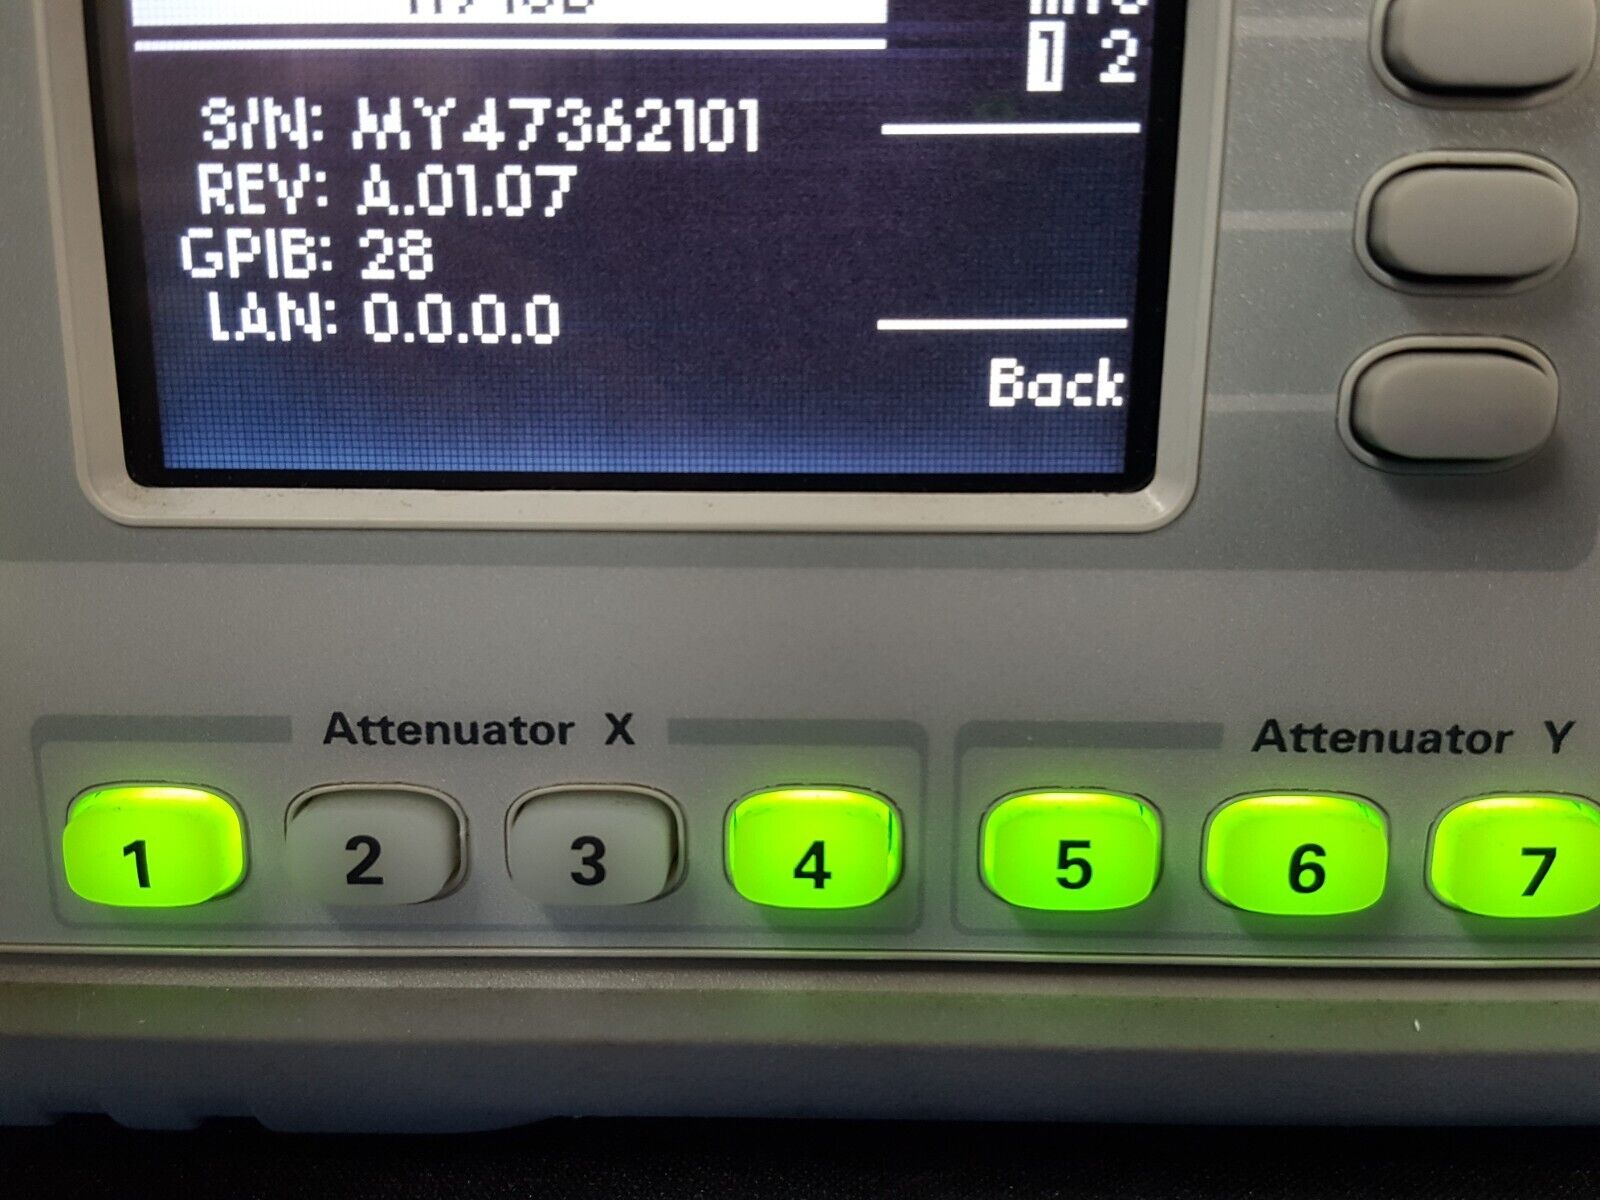 1 2
S/N: MY47362101
REV: A.01.07
GPIB: 28
LAN: 0.0.0.0
Back
Attenuator X
Attenuator Y
1 2 3 4 5 6 7